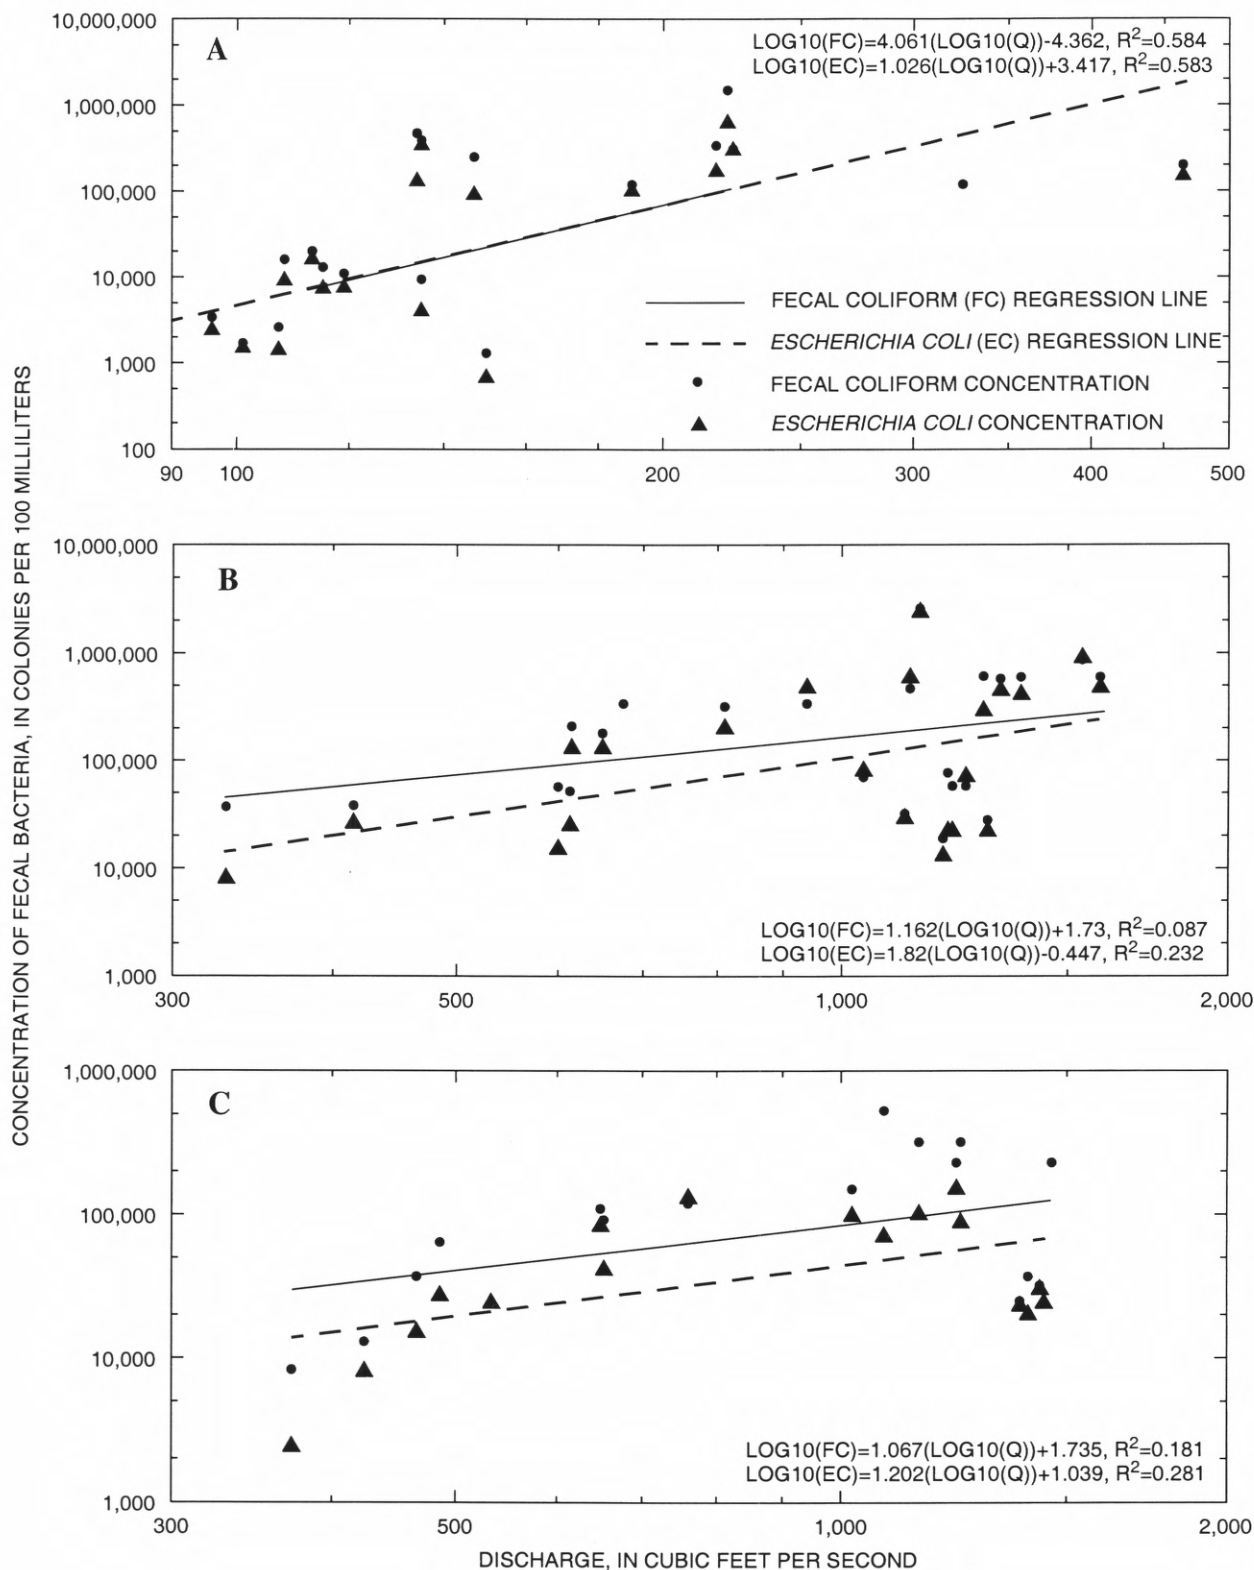 CONCENTRATION OF FECAL BACTERIA, IN COLONIES PER 100 MILLILITERS
A
LOG10(FC)=4.061(LOG10(Q))-4.362, R²=0.584
LOG10(EC)=1.026(LOG10(Q))+3.417, R²=0.583
10,000,000
1,000,000
100,000
10,000
1,000
100
FECAL COLIFORM (FC) REGRESSION LINE
ESCHERICHIA COLI (EC) REGRESSION LINE
FECAL COLIFORM CONCENTRATION
ESCHERICHIA COLI CONCENTRATION
90 100 200 300 400 500
B
10,000,000
1,000,000
100,000
10,000
1,000
LOG10(FC)=1.162(LOG10(Q))+1.73, R²=0.087
LOG10(EC)=1.82(LOG10(Q))-0.447, R²=0.232
300 500 1,000 2,000
C
1,000,000
100,000
10,000
1,000
LOG10(FC)=1.067(LOG10(Q))+1.735, R²=0.181
LOG10(EC)=1.202(LOG10(Q))+1.039, R²=0.281
300 500 1,000 2,000
DISCHARGE, IN CUBIC FEET PER SECOND